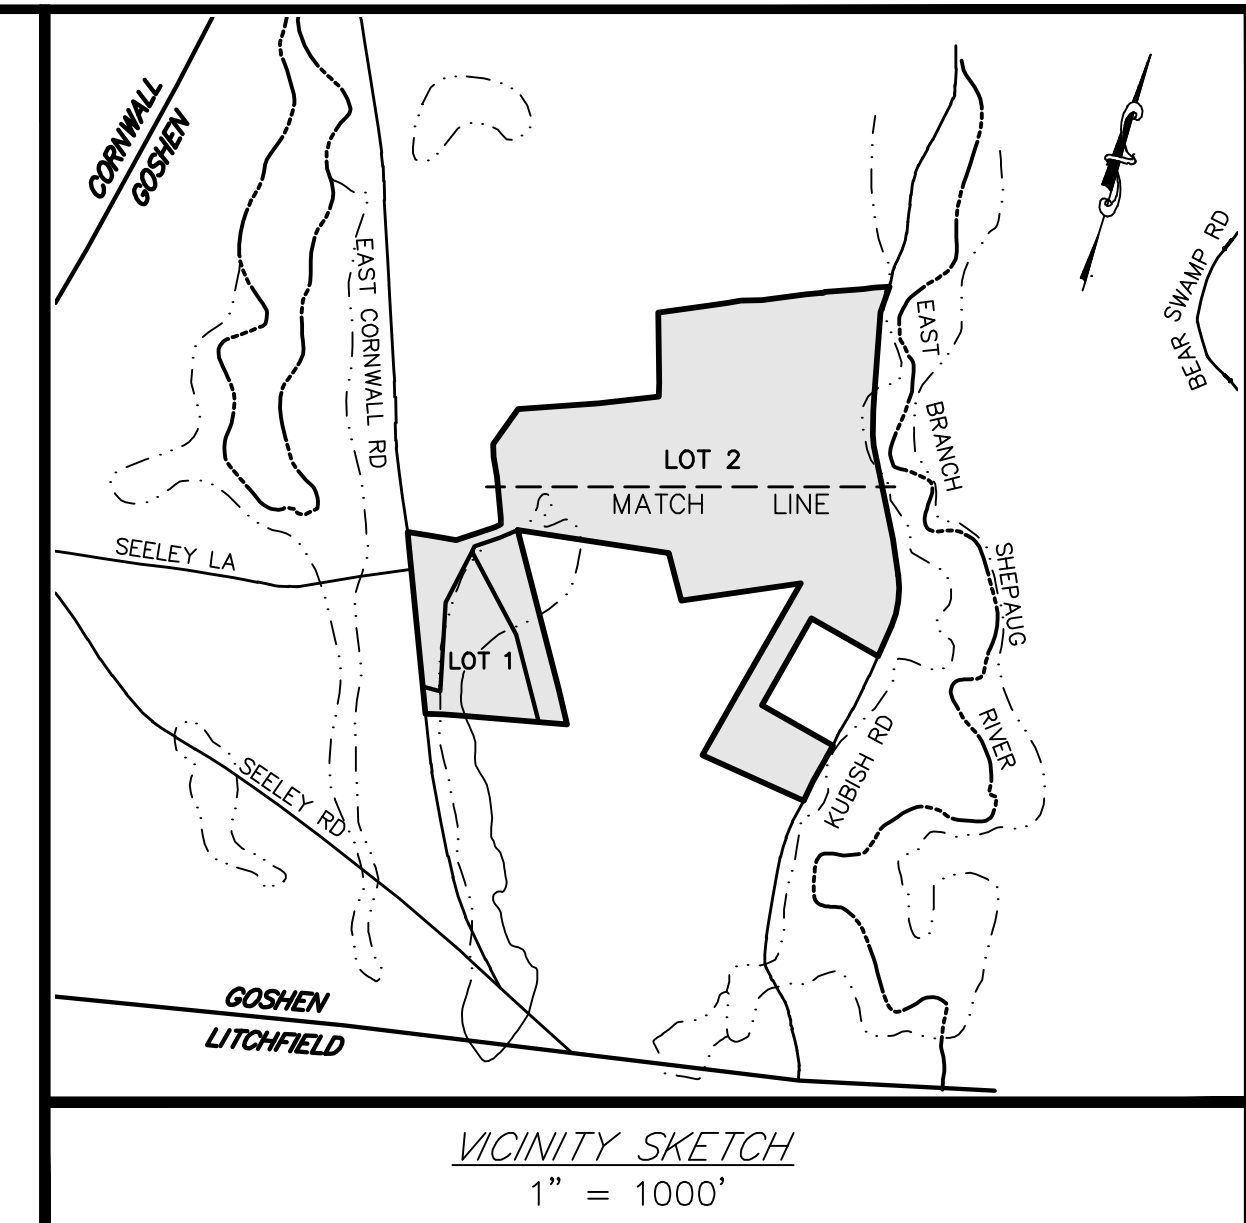 CORNWALL
GOSHEN
EAST CORNWALL RD
BEAR SWAMP RD
EAST
BRANCH
SHEPAUG
RIVER
LOT 2
MATCH LINE
SEELEY LA
LOT 1
SEELEY RD
KUBISH RD
GOSHEN
LITCHFIELD
VICINITY SKETCH
1" = 1000'